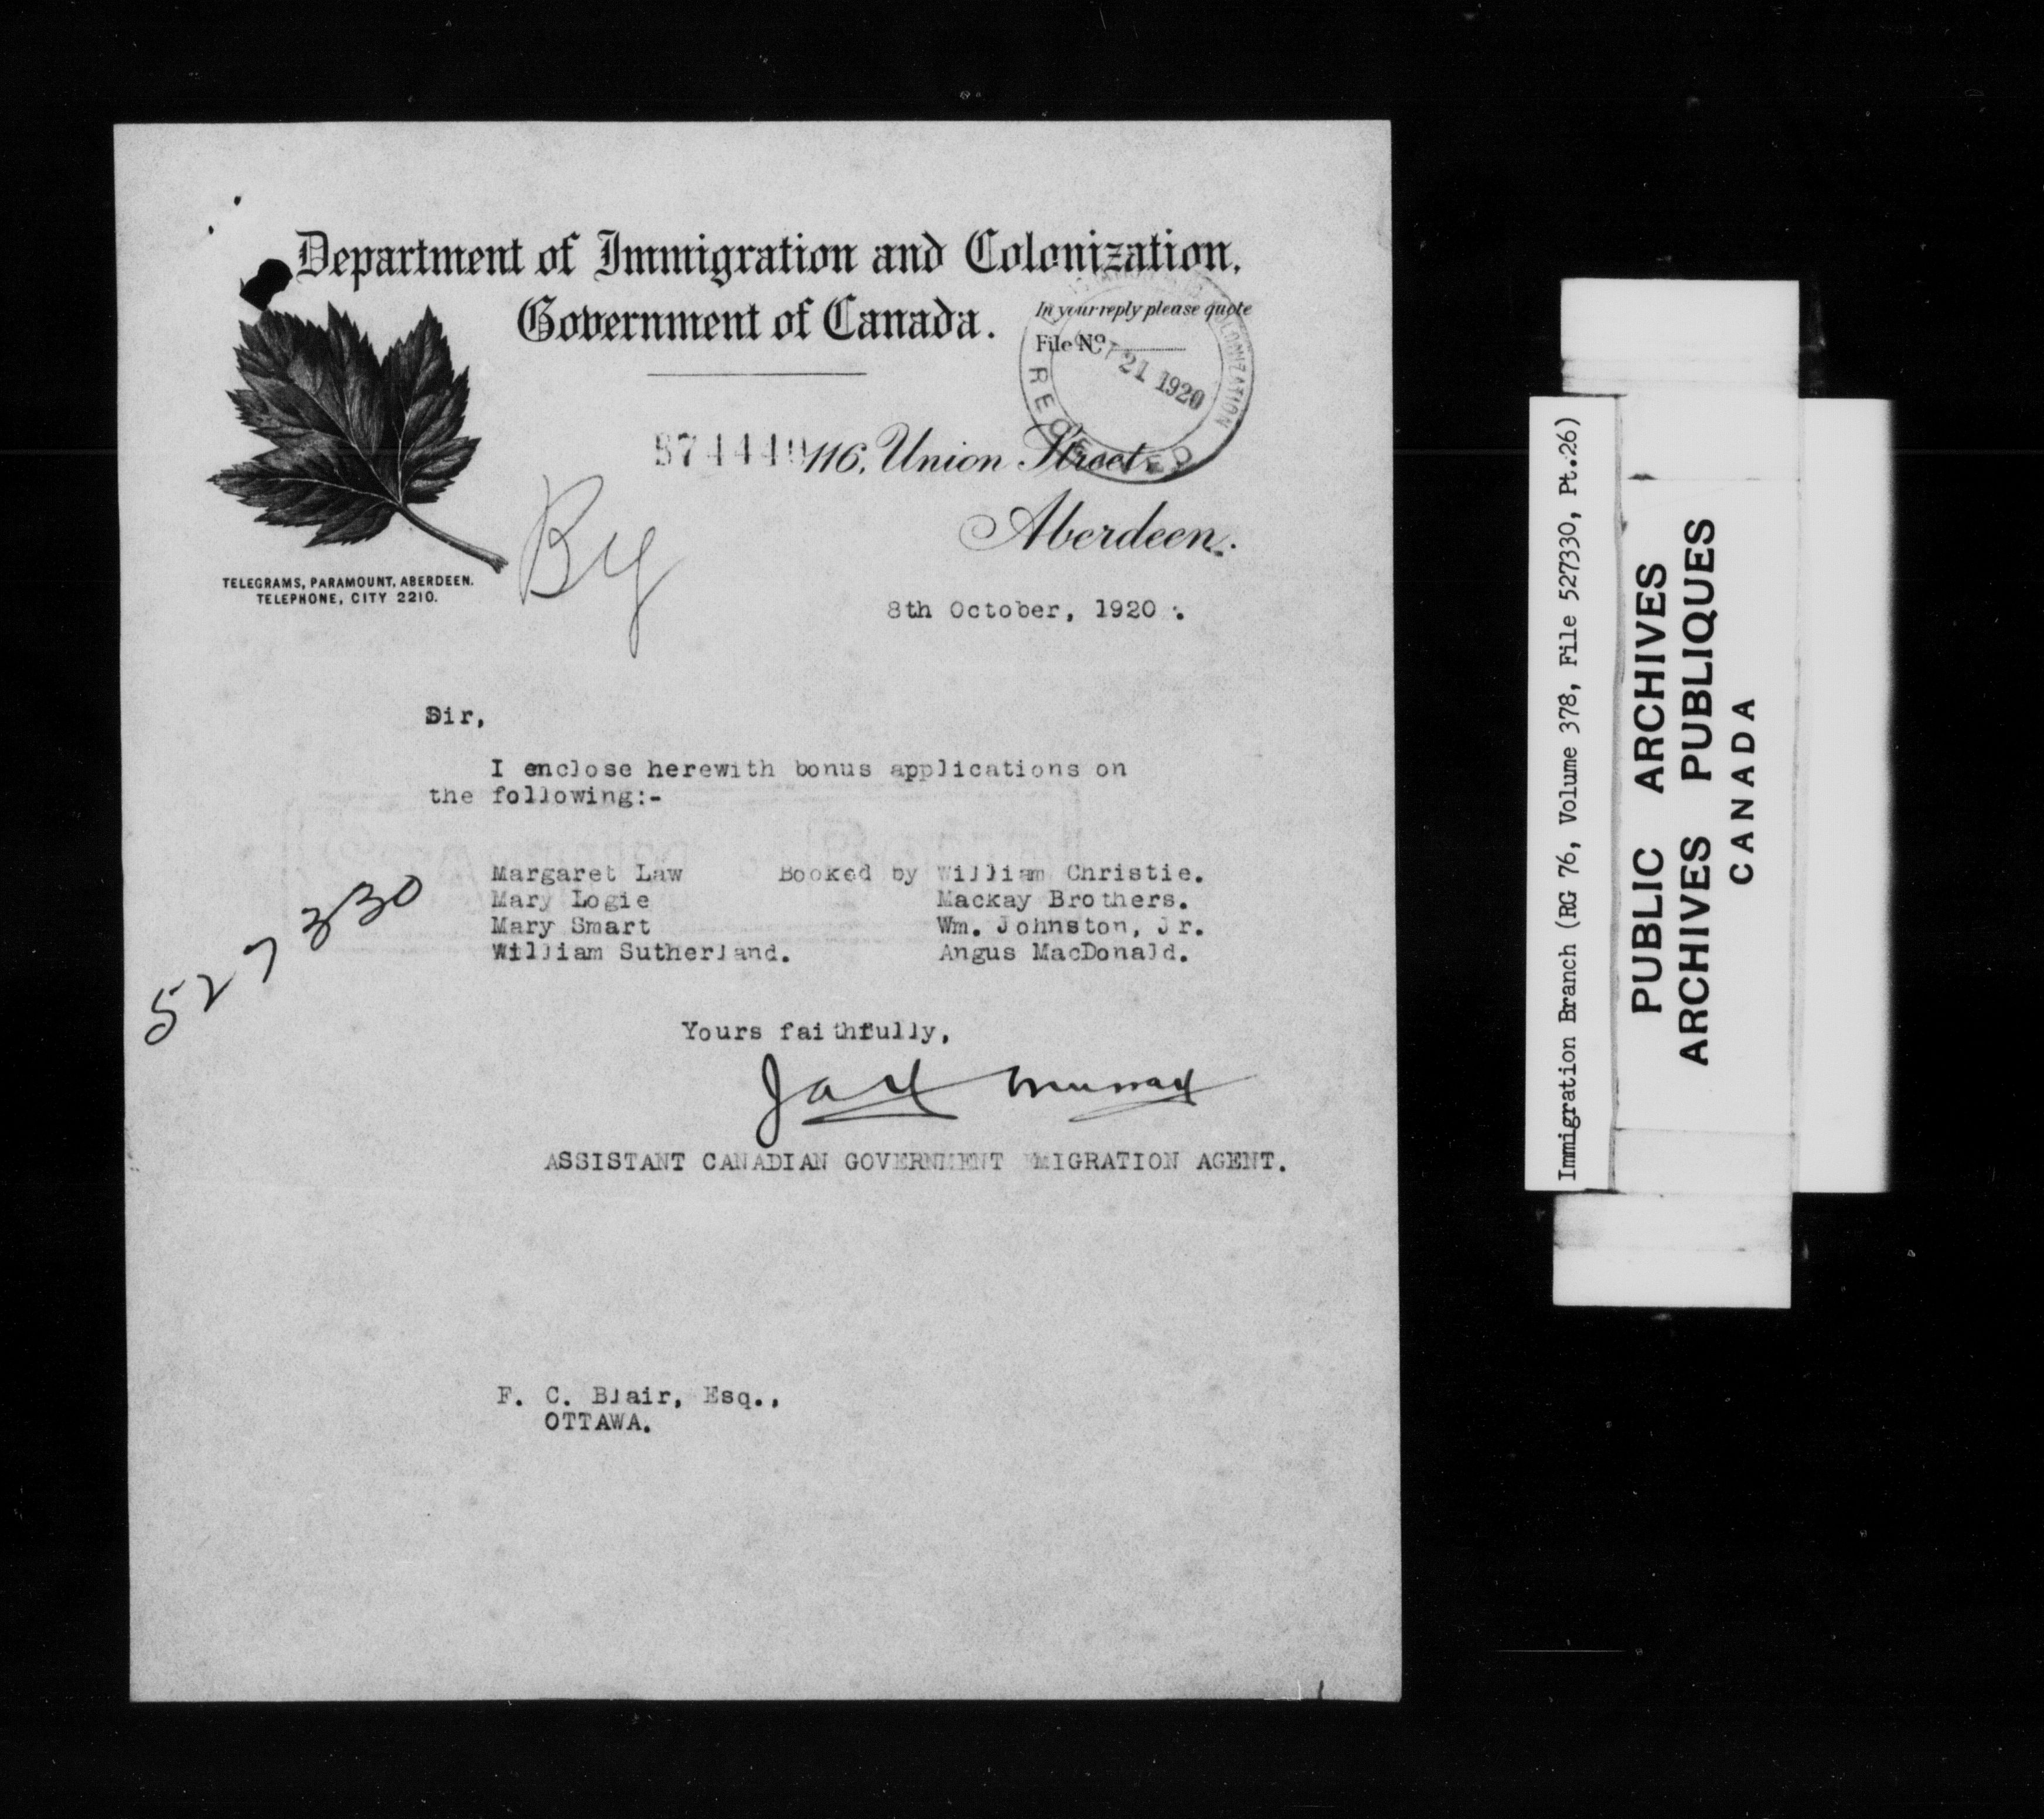 Department of Immigration and Colonization,
Government of Canada.
In your reply please quote
File No.
21 1920
COLONIZATION
RECEIVED
874440
116, Union Street
Aberdeen.
TELEGRAMS, PARAMOUNT, ABERDEEN.
TELEPHONE, CITY 2210.
By
8th October, 1920.
Sir,
I enclose herewith bonus applications on
the following:-
Margaret Law Booked by William Christie.
Mary Logie Mackay Brothers.
Mary Smart Wm. Johnston, Jr.
William Sutherland. Angus MacDonald.
527330
Yours faithfully,
ASSISTANT CANADIAN GOVERNMENT EMIGRATION AGENT.
F. C. Blair, Esq.,
OTTAWA.
Immigration Branch (RG 76, Volume 378, File 527330, Pt.26)
PUBLIC ARCHIVES
ARCHIVES PUBLIQUES
CANADA